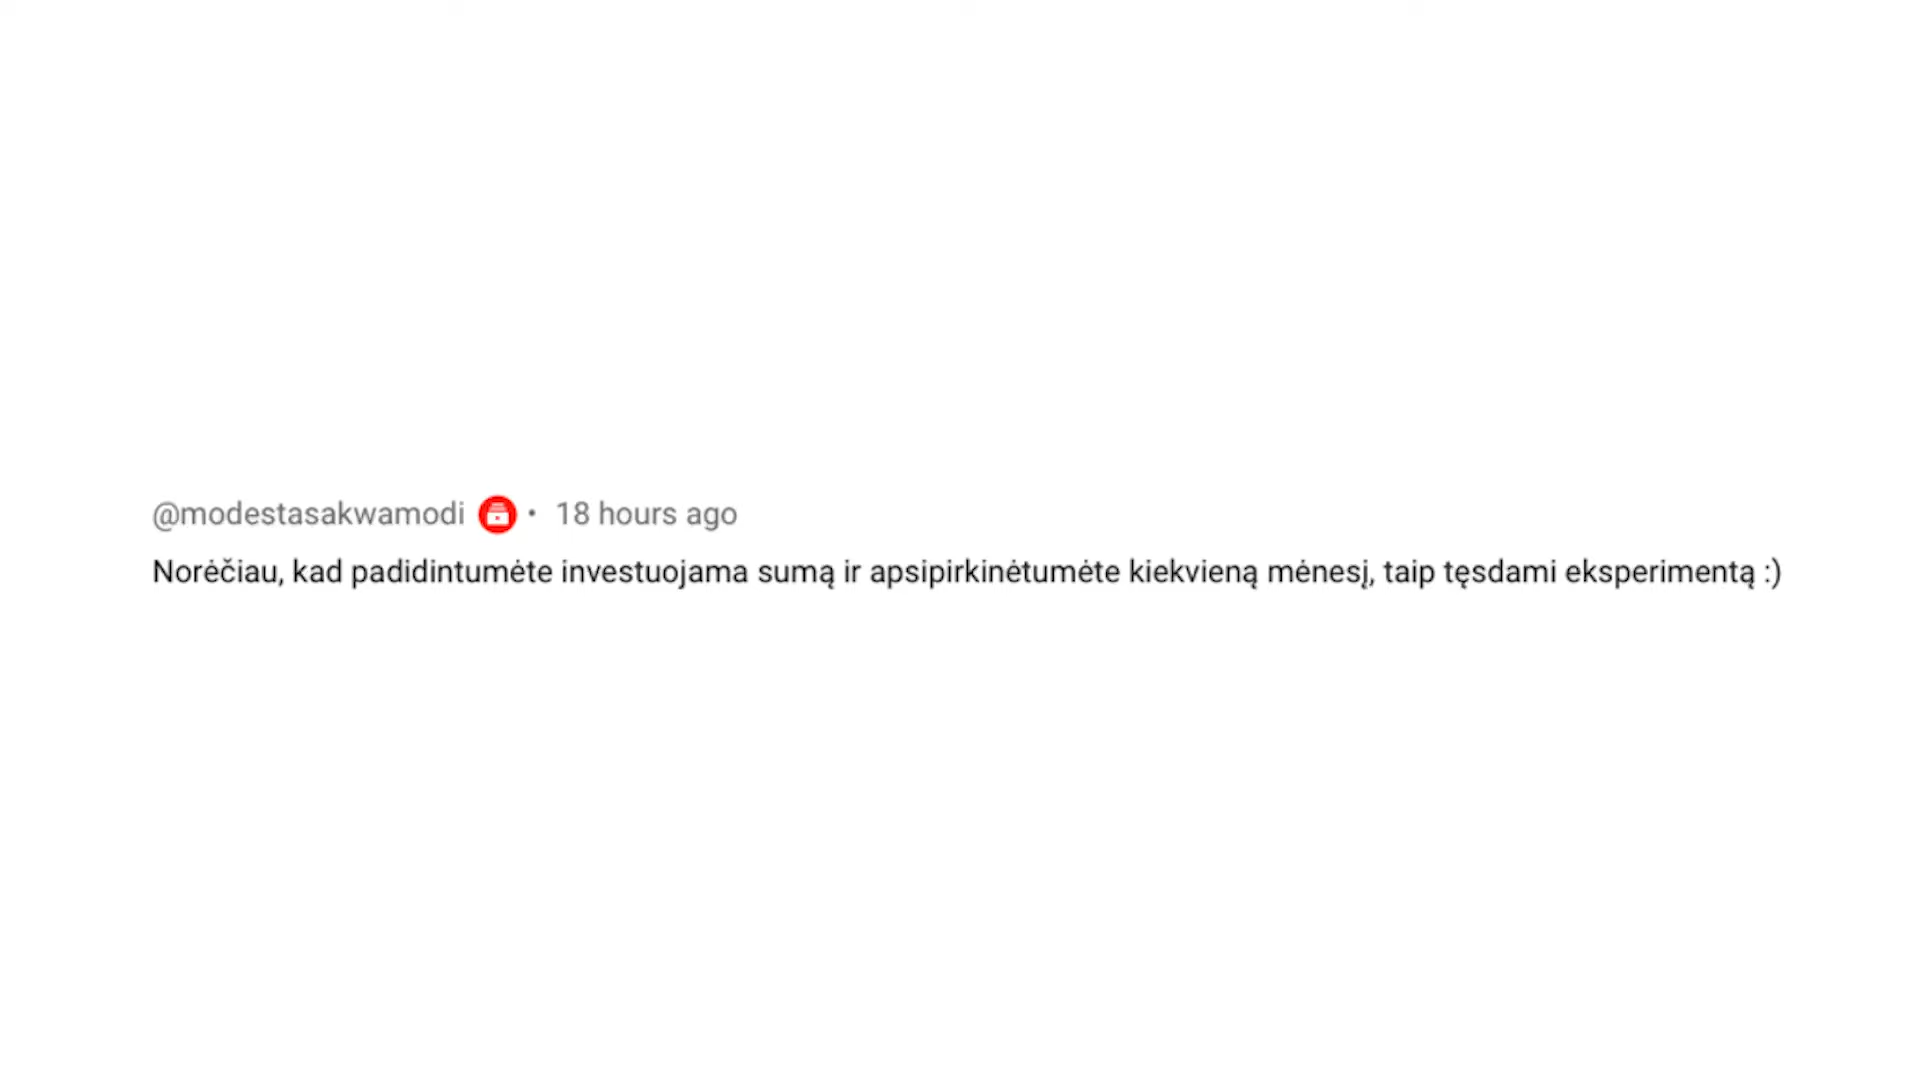 @modestasakwamodi • 18 hours ago
Norėčiau, kad padidintumėte investuojama sumą ir apsipirkinėtumėte kiekvieną mėnesį, taip tęsdami eksperimentą :)